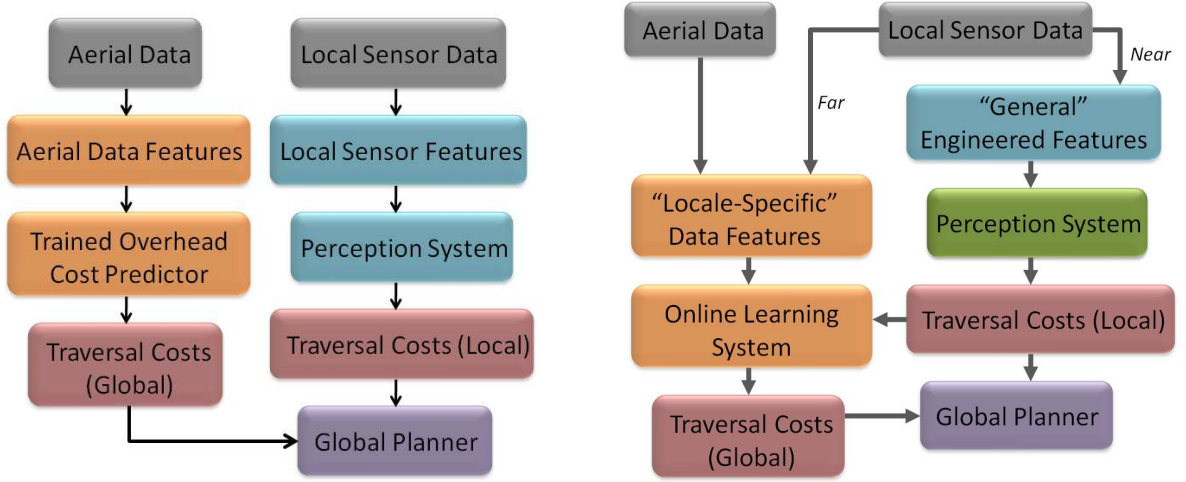 Aerial Data
Local Sensor Data
Aerial Data Features
Local Sensor Features
Trained Overhead
Cost Predictor
Perception System
Traversal Costs
(Global)
Traversal Costs (Local)
Global Planner
Aerial Data
Local Sensor Data
Near
Far
“General”
Engineered Features
“Locale-Specific”
Data Features
Perception System
Online Learning
System
Traversal Costs (Local)
Traversal Costs
(Global)
Global Planner